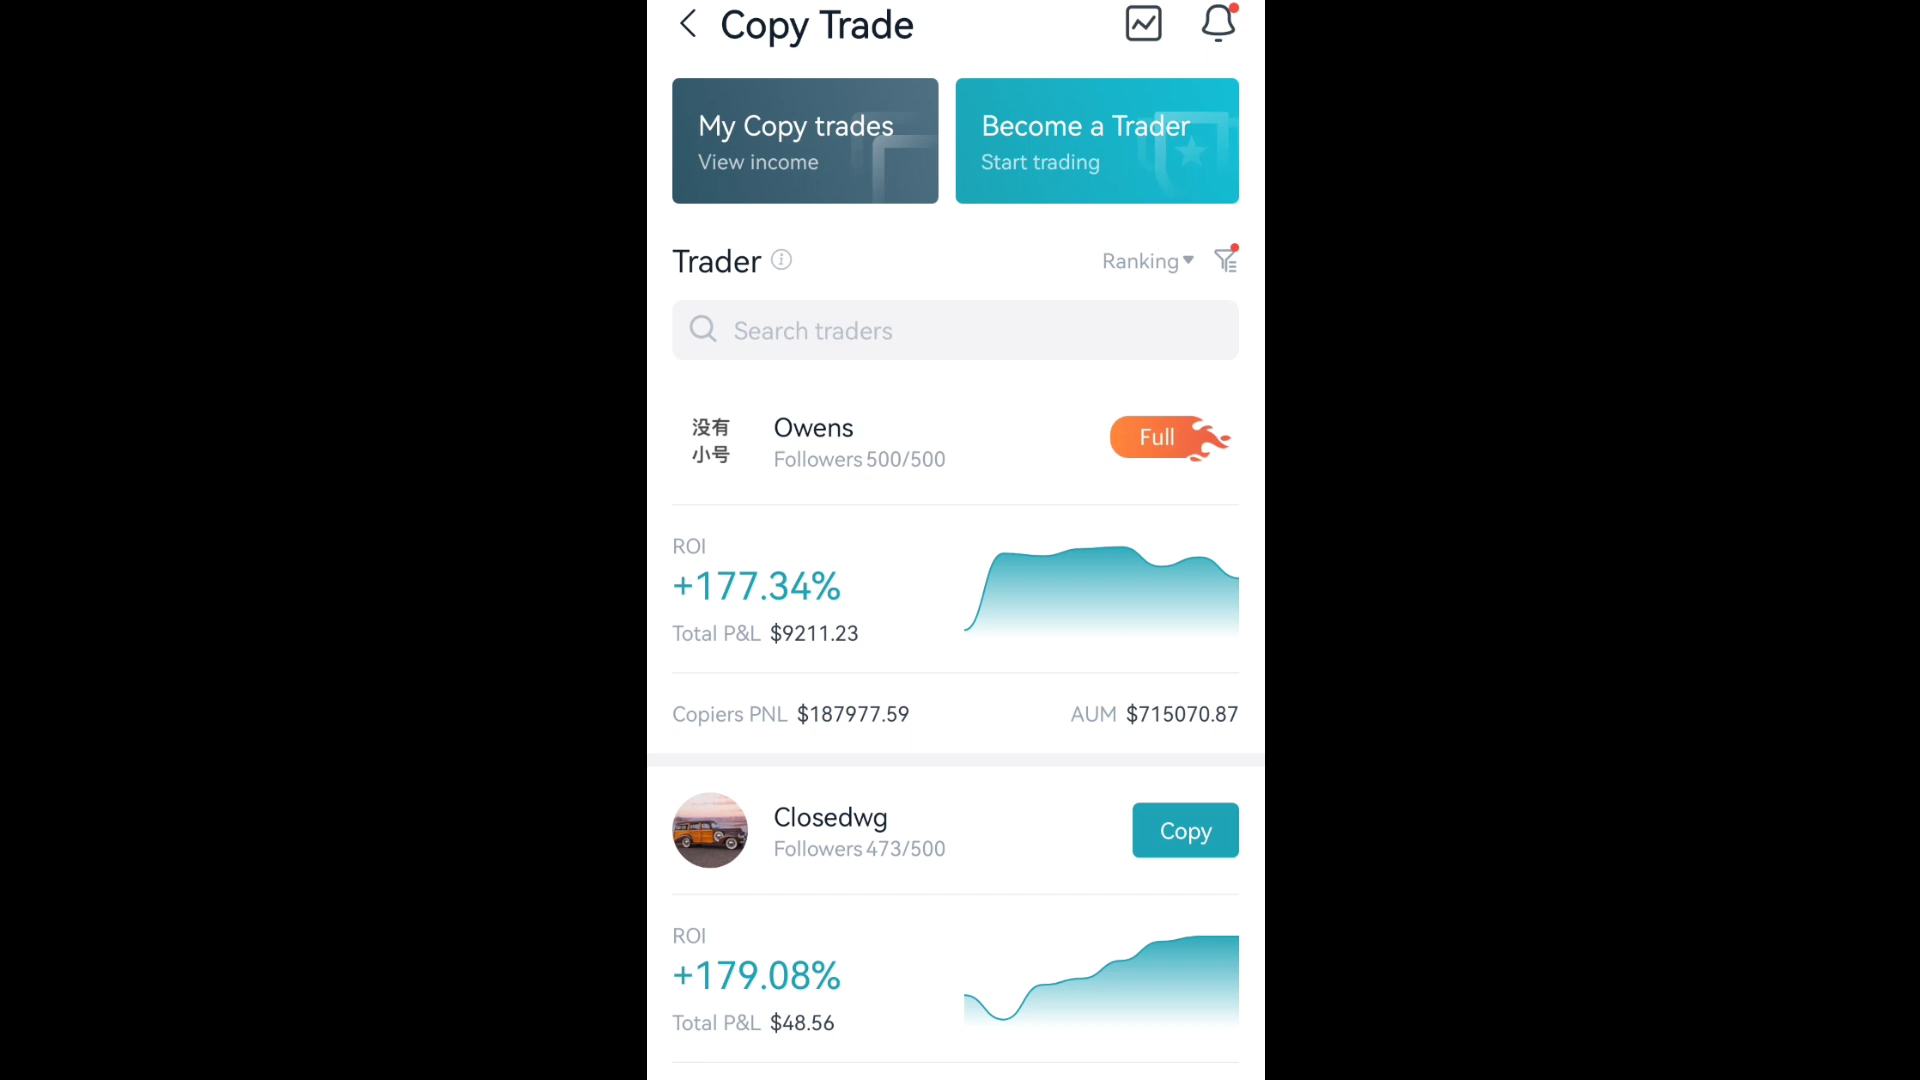 Copy Trade
My Copy trades
View income
Become a Trader
Start trading
Trader
Ranking
Search traders
没有
小号
Owens
Followers 500/500
Full
ROI
+177.34%
Total P&L $9211.23
Copiers PNL $187977.59
AUM $715070.87
Closedwg
Followers 473/500
Copy
ROI
+179.08%
Total P&L $48.56